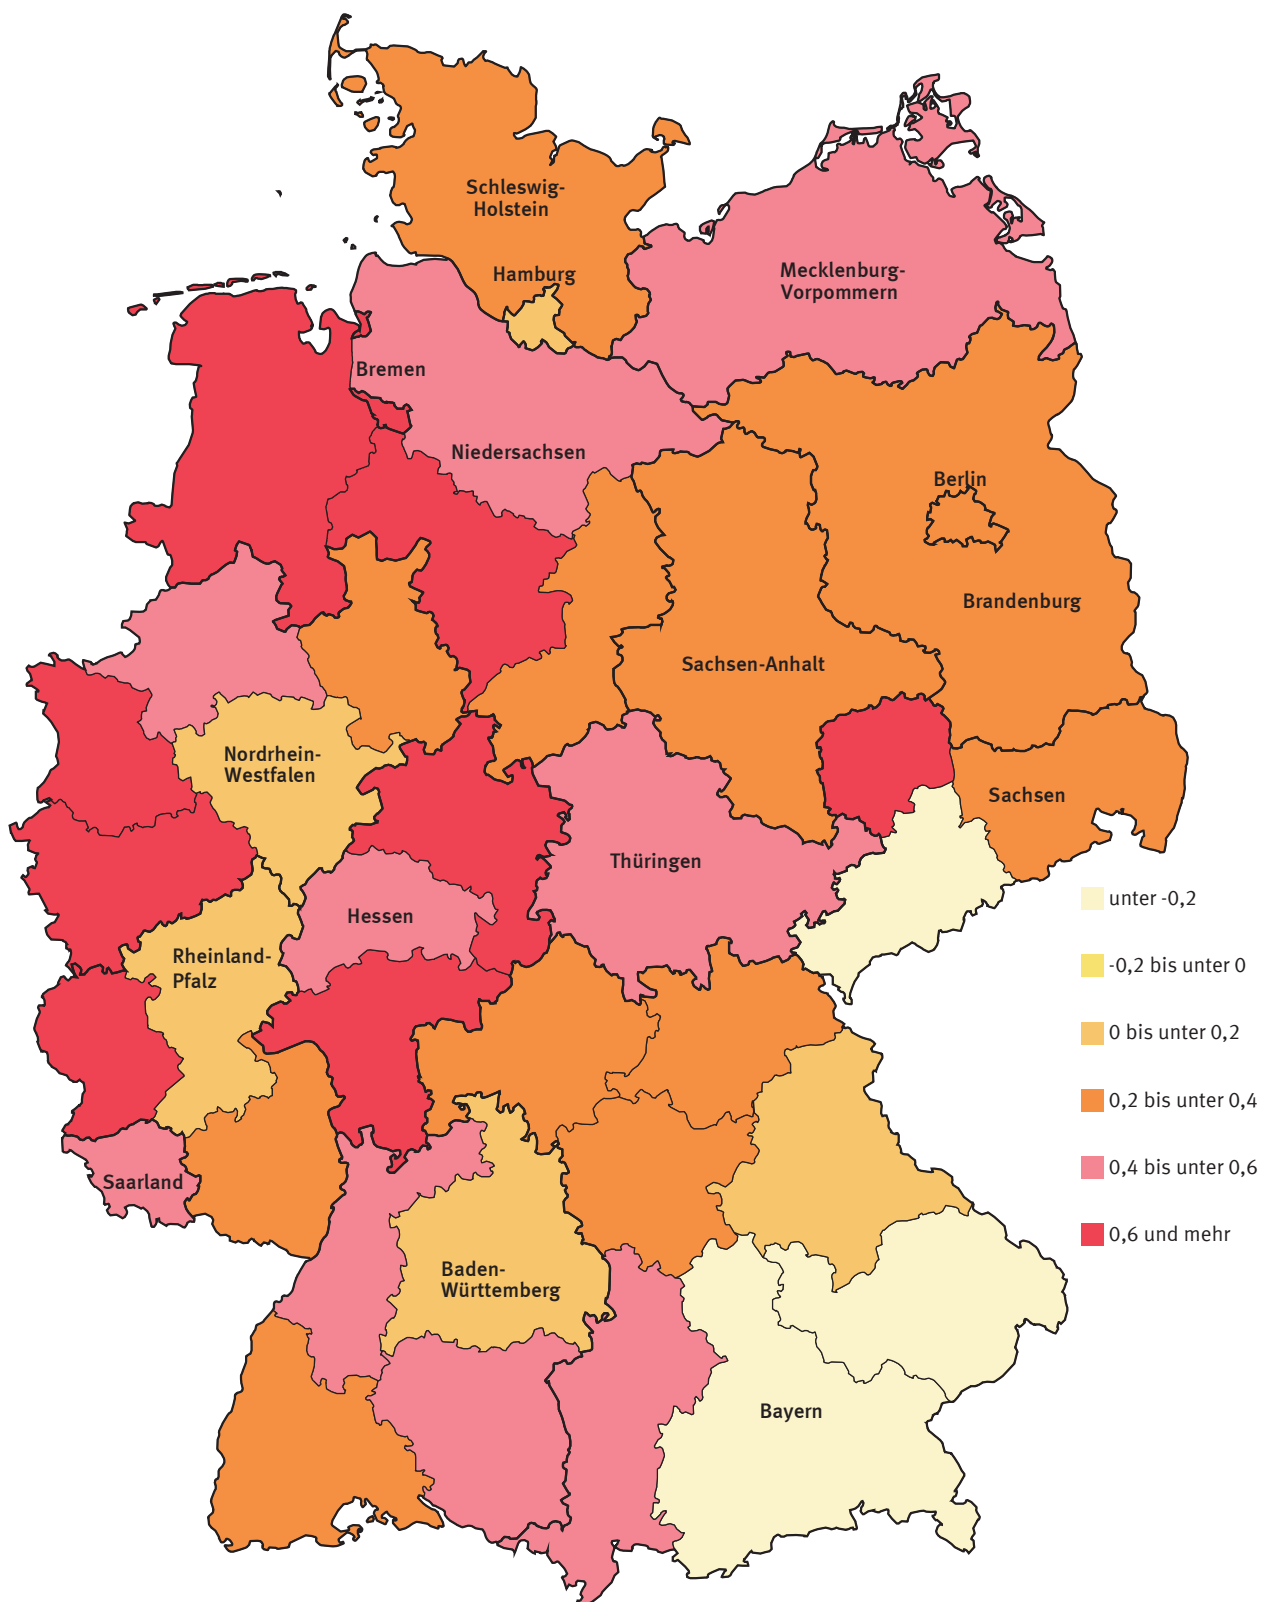 Schleswig-
Holstein
Hamburg
Mecklenburg-
Vorpommern
Bremen
Niedersachsen
Berlin
Brandenburg
Sachsen-Anhalt
Nordrhein-
Westfalen
Sachsen
Thüringen
Hessen
Rheinland-
Pfalz
Saarland
Baden-
Württemberg
Bayern
unter -0,2
-0,2 bis unter 0
0 bis unter 0,2
0,2 bis unter 0,4
0,4 bis unter 0,6
0,6 und mehr